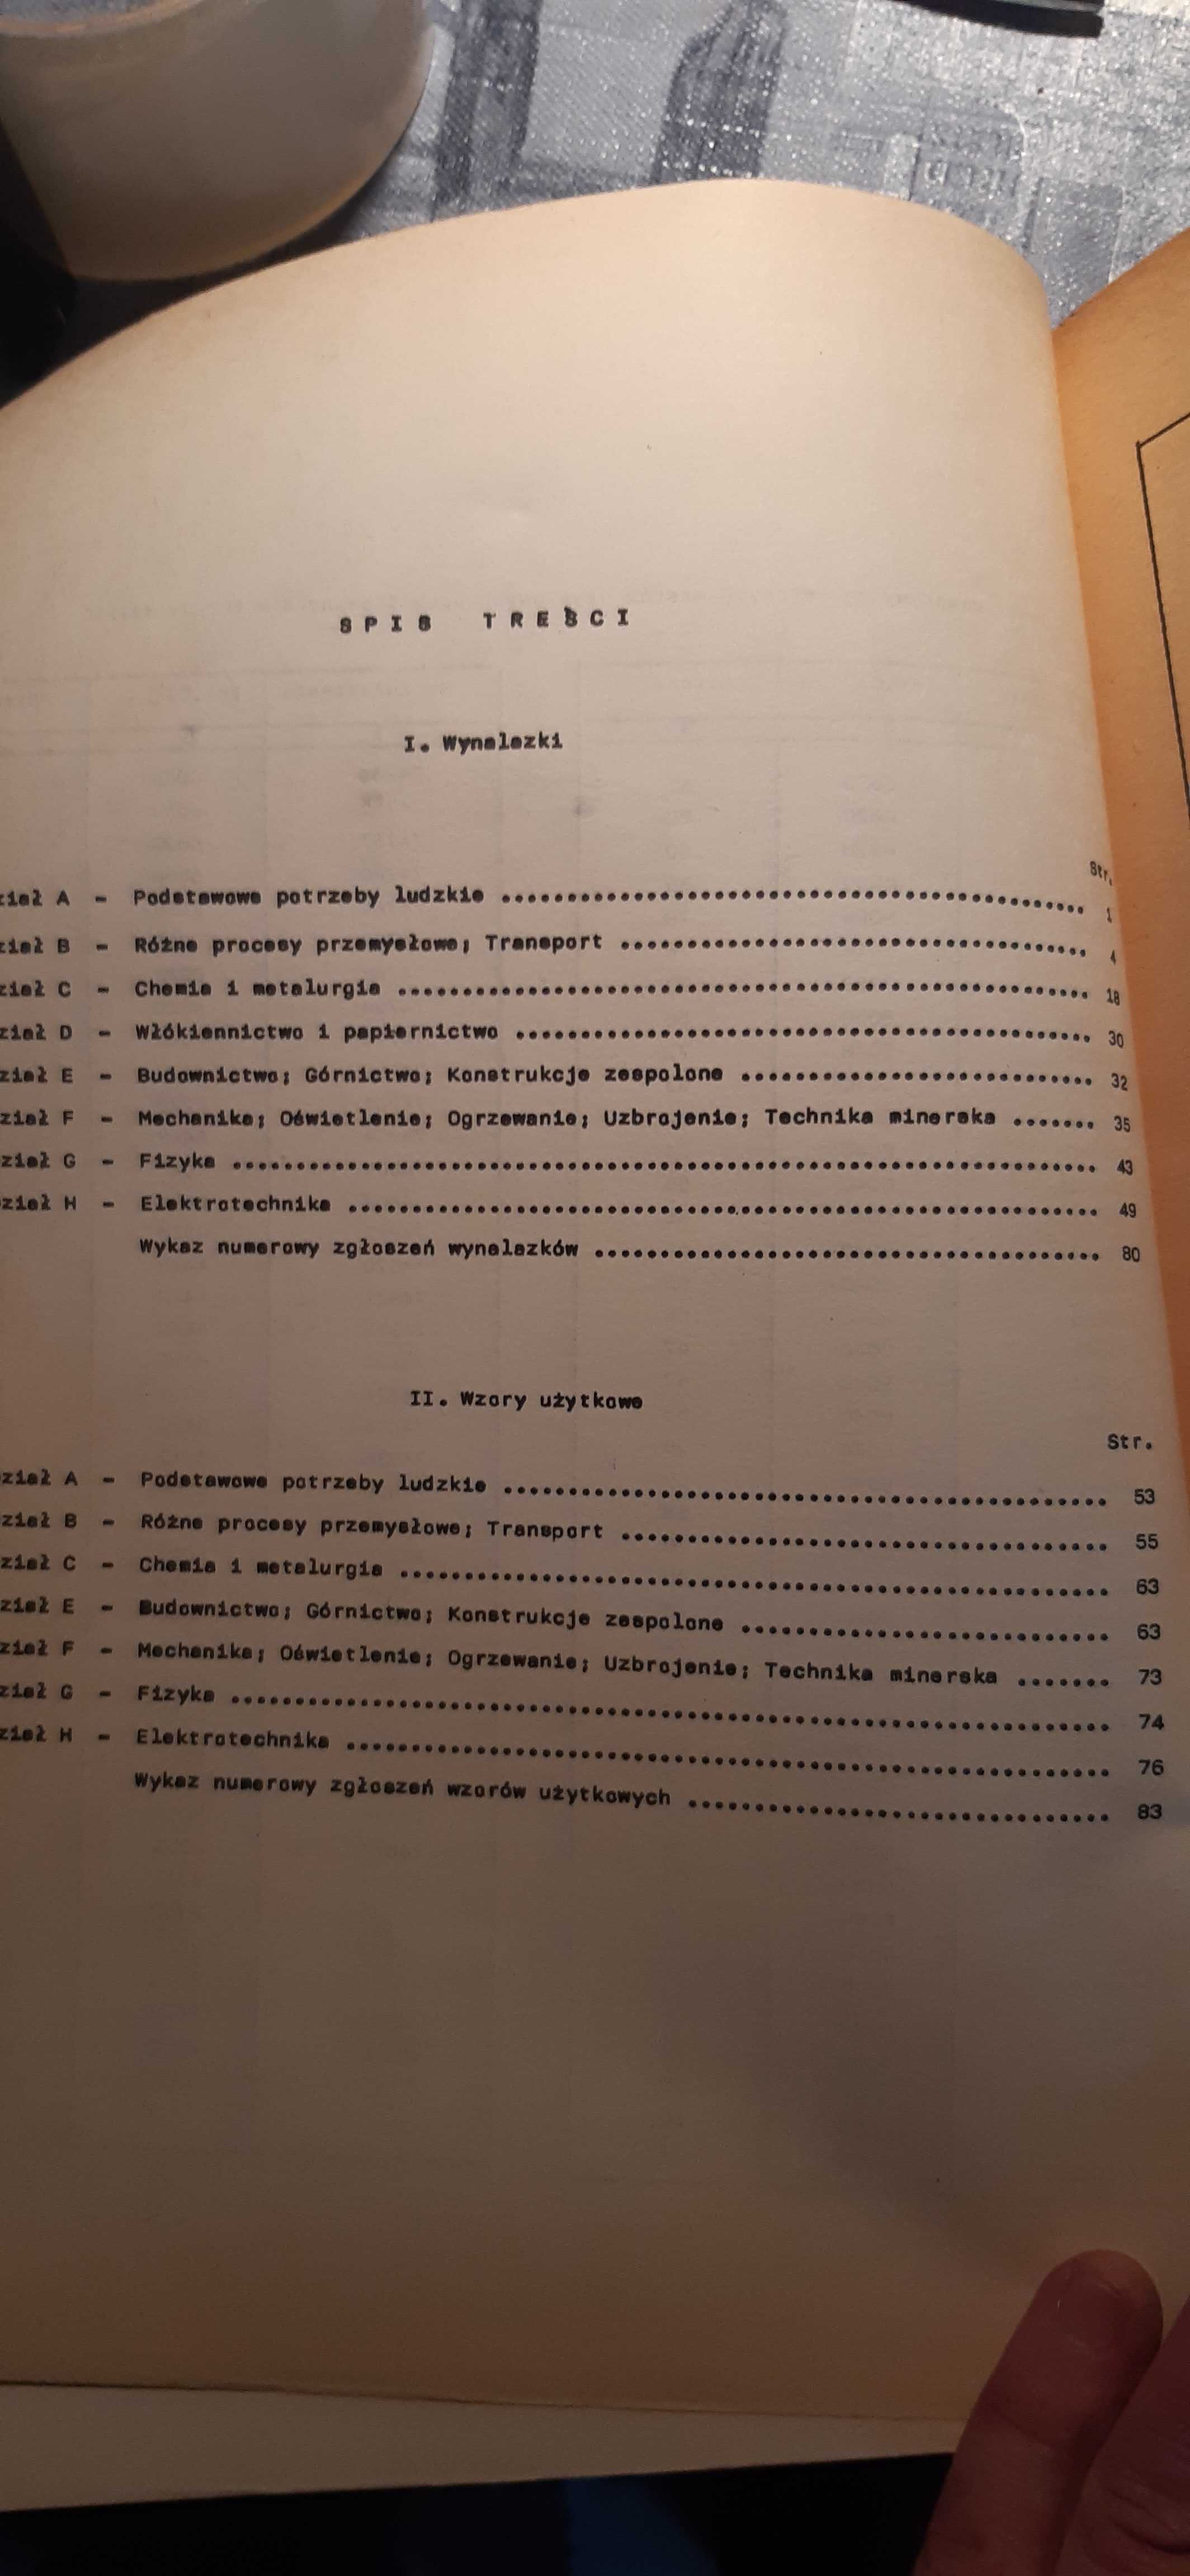 SPIS TREŚCI
I. Wynalazki
Str.
ział A - Podstawowe potrzeby ludzkie 1
ział B - Różne procesy przemysłowe; Transport 4
ział C - Chemia i metalurgia 18
ział D - Włókiennictwo i papiernictwo 30
ział E - Budownictwo; Górnictwo; Konstrukcje zespolone 32
ział F - Mechanika; Oświetlenie; Ogrzewanie; Uzbrojenie; Technika minerska 35
ział G - Fizyka 43
ział H - Elektrotechnika 49
Wykaz numerowy zgłoszeń wynalazków 80
II. Wzory użytkowe
Str.
ział A - Podstawowe potrzeby ludzkie 53
ział B - Różne procesy przemysłowe; Transport 55
ział C - Chemia i metalurgia 63
ział E - Budownictwo; Górnictwo; Konstrukcje zespolone 63
ział F - Mechanika; Oświetlenie; Ogrzewanie; Uzbrojenie; Technika minerska 73
ział G - Fizyka 74
ział H - Elektrotechnika 76
Wykaz numerowy zgłoszeń wzorów użytkowych 83